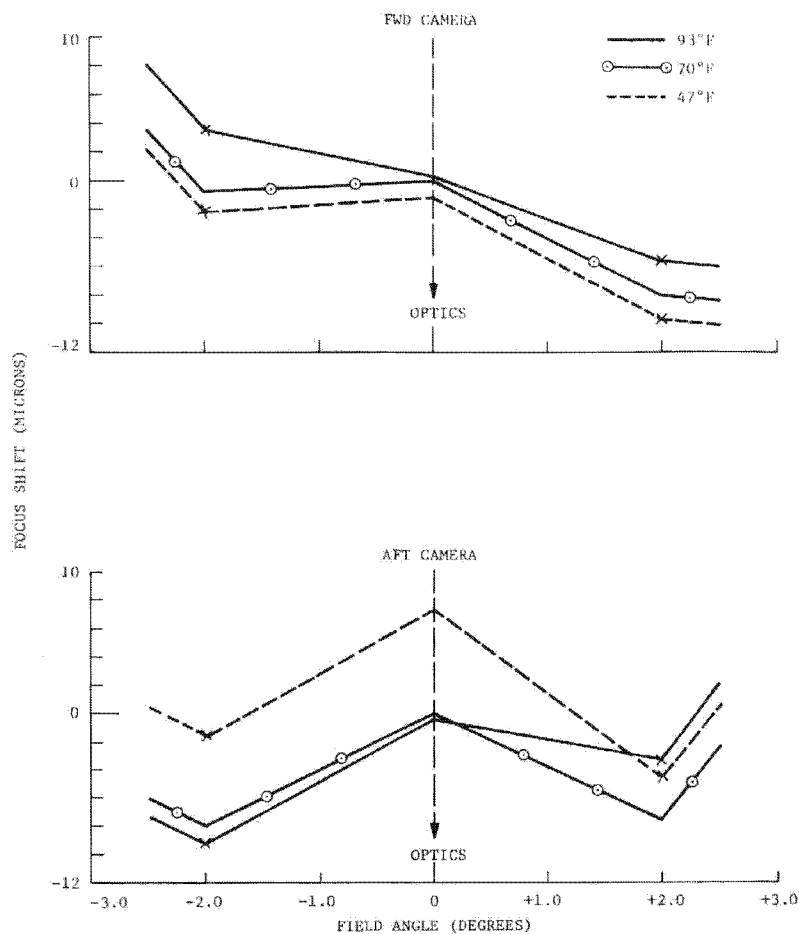 FWD CAMERA
10
93°F
70°F
47°F
0
OPTICS
-12
FOCUS SHIFT (MICRONS)
AFT CAMERA
10
0
OPTICS
-12
-3.0 -2.0 -1.0 0 +1.0 +2.0 +3.0
FIELD ANGLE (DEGREES)